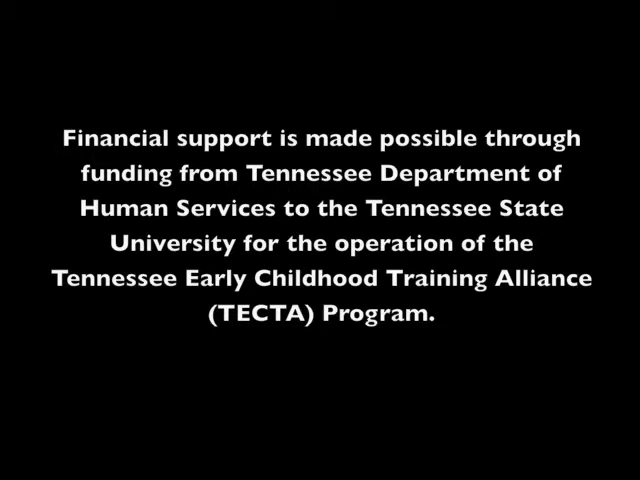 Financial support is made possible through
funding from Tennessee Department of
Human Services to the Tennessee State
University for the operation of the
Tennessee Early Childhood Training Alliance
(TECTA) Program.